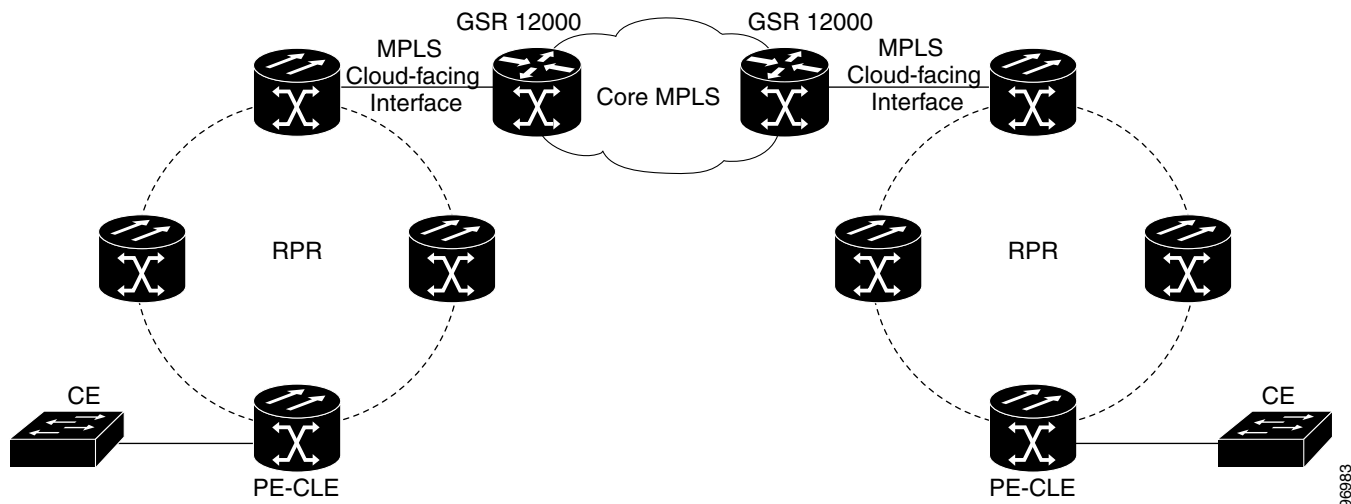 GSR 12000
GSR 12000
MPLS
Cloud-facing
Interface
Core MPLS
MPLS
Cloud-facing
Interface
RPR
RPR
CE
PE-CLE
PE-CLE
CE
96983